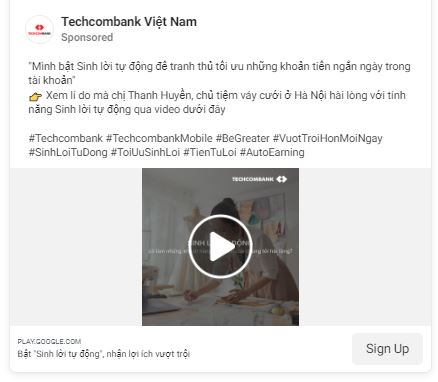 Techcombank Việt Nam
TECHCOMBANK
Sponsored
"Mình bật Sinh lời tự động để tranh thủ tối ưu những khoản tiền ngắn ngày trong
tài khoản"
👉 Xem lí do mà chị Thanh Huyền, chủ tiệm váy cưới ở Hà Nội hài lòng với tính
năng Sinh lời tự động qua video dưới đây
#Techcombank #TechcombankMobile #BeGreater #VuotTroiHonMoiNgay
#SinhLoiTuDong #ToiUuSinhLoi #TienTuLoi #AutoEarning
TECHCOMBANK
SINH L ĐỘNG
PLAY.GOOGLE.COM
Bật "Sinh lời tự động", nhận lợi ích vượt trội
Sign Up